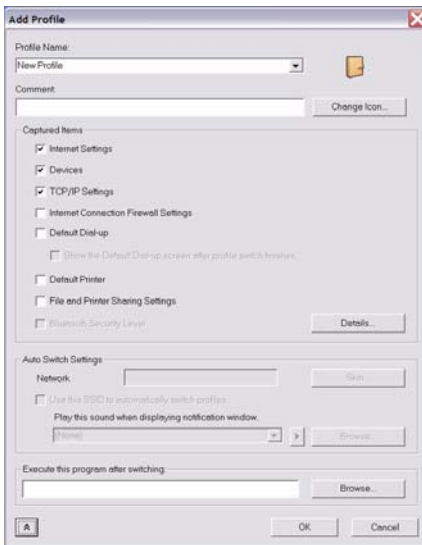 Add Profile
Profile Name:
New Profile
Comment:
Change Icon...
Captured Items
Internet Settings
Devices
TCP/IP Settings
Internet Connection Firewall Settings
Default Dial-up
Show the Default Dial-up screen after profile switch finishes
Default Printer
File and Printer Sharing Settings
Bluetooth Security Level
Details...
Auto Switch Settings
Network
Skin...
Use this SSID to automatically switch profiles
Play this sound when displaying notification window.
(None)
Browse...
Execute this program after switching:
Browse...
OK
Cancel